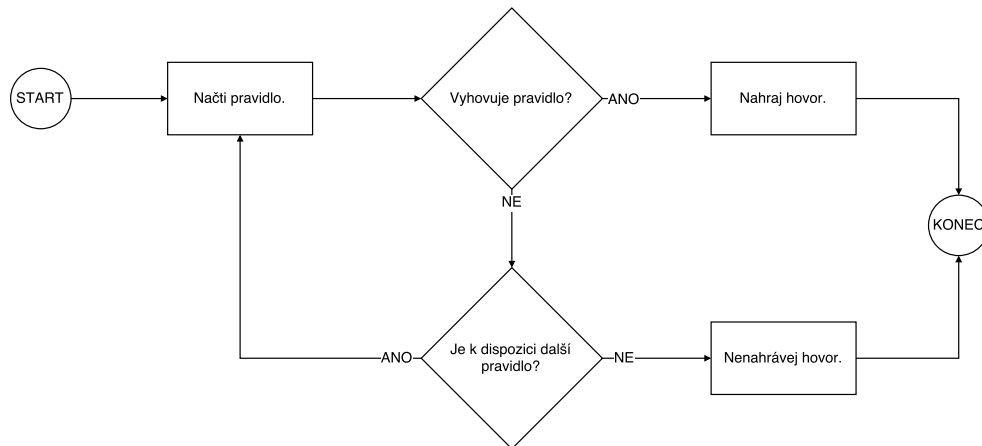 START
Načti pravidlo.
Vyhovuje pravidlo?
ANO
Nahraj hovor.
NE
KONEC
ANO
Je k dispozici další
pravidlo?
NE
Nenahrávej hovor.